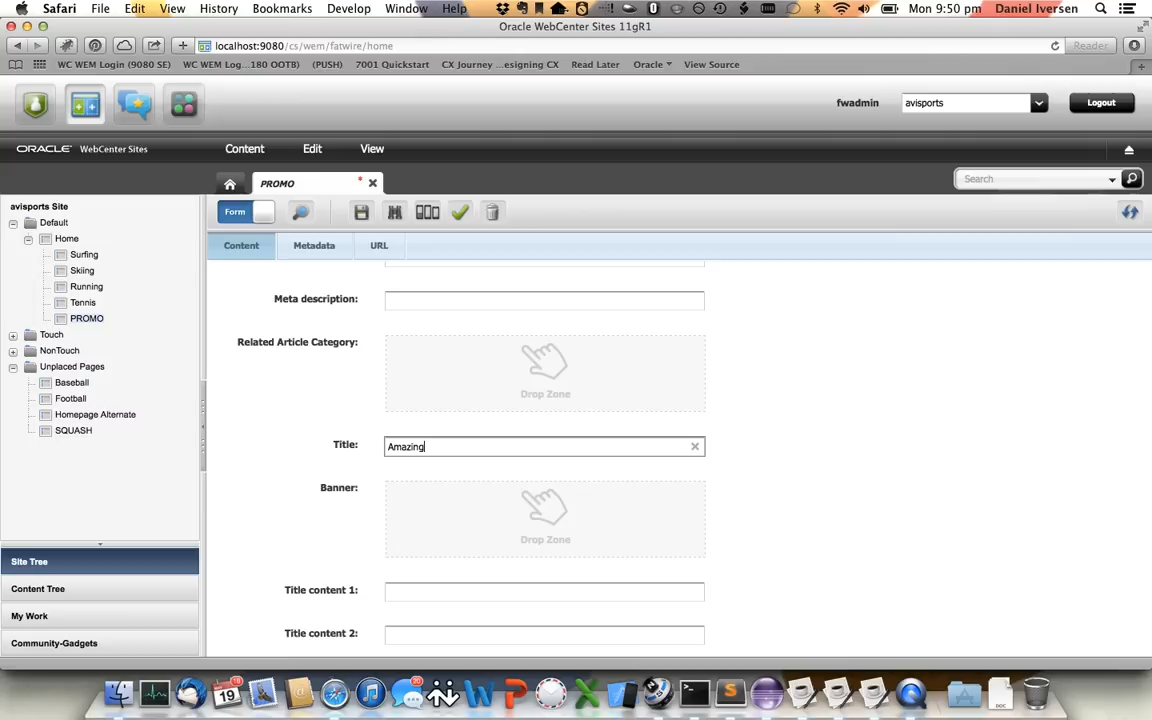 Safari File Edit View History Bookmarks Develop Window Help Mon 9:50 pm Daniel Iversen
Oracle WebCenter Sites 11gR1
localhost:9080/cs/wem/fatwire/home Reader
WC WEM Login (9080 SE) WC WEM Log...180 OOTB) (PUSH) 7001 Quickstart CX Journey ...esigning CX Read Later Oracle View Source
fwadmin avisports Logout
ORACLE WebCenter Sites Content Edit View
PROMO * Search
avisports Site
Form
Default
Content Metadata URL
Home
Surfing
Skiing
Running
Tennis
PROMO
Touch
NonTouch
Unplaced Pages
Baseball
Football
Homepage Alternate
SQUASH
Meta description:
Related Article Category:
Drop Zone
Title: Amazing
Banner:
Drop Zone
Title content 1:
Title content 2:
Site Tree
Content Tree
My Work
Community-Gadgets